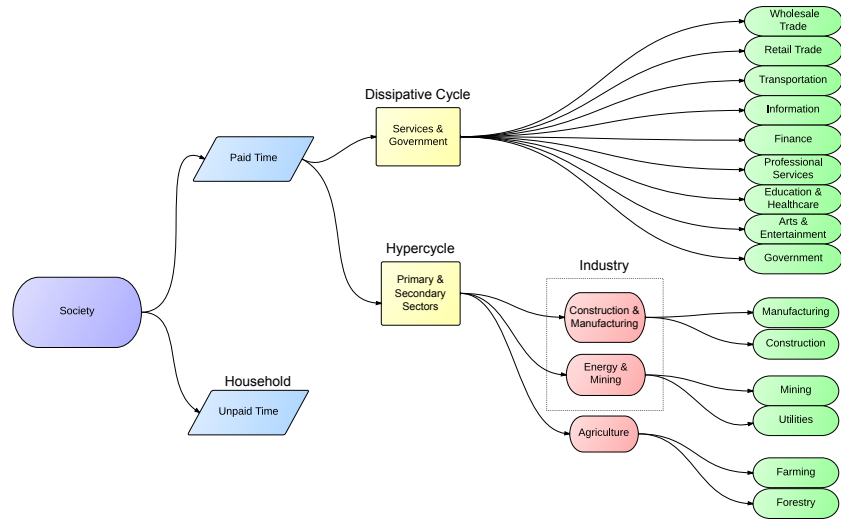 Society
Paid Time
Household
Unpaid Time
Dissipative Cycle
Services &
Government
Hypercycle
Primary &
Secondary
Sectors
Industry
Construction &
Manufacturing
Energy &
Mining
Agriculture
Wholesale
Trade
Retail Trade
Transportation
Information
Finance
Professional
Services
Education &
Healthcare
Arts &
Entertainment
Government
Manufacturing
Construction
Mining
Utilities
Farming
Forestry